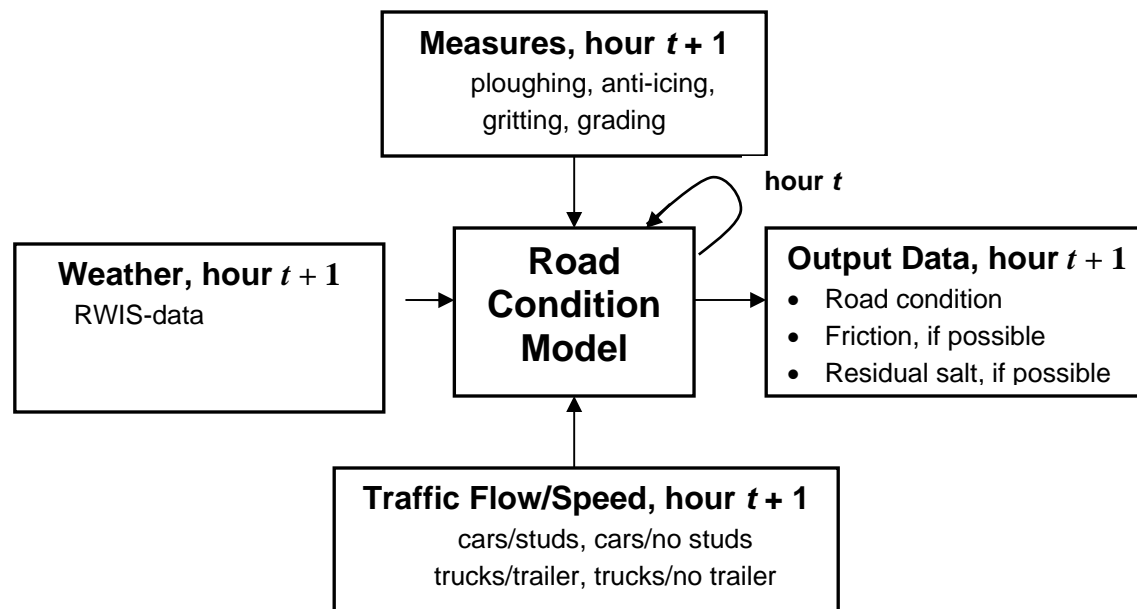 Measures, hour t + 1
ploughing, anti-icing,
gritting, grading
hour t
Weather, hour t + 1
RWIS-data
Road
Condition
Model
Output Data, hour t + 1
• Road condition
• Friction, if possible
• Residual salt, if possible
Traffic Flow/Speed, hour t + 1
cars/studs, cars/no studs
trucks/trailer, trucks/no trailer